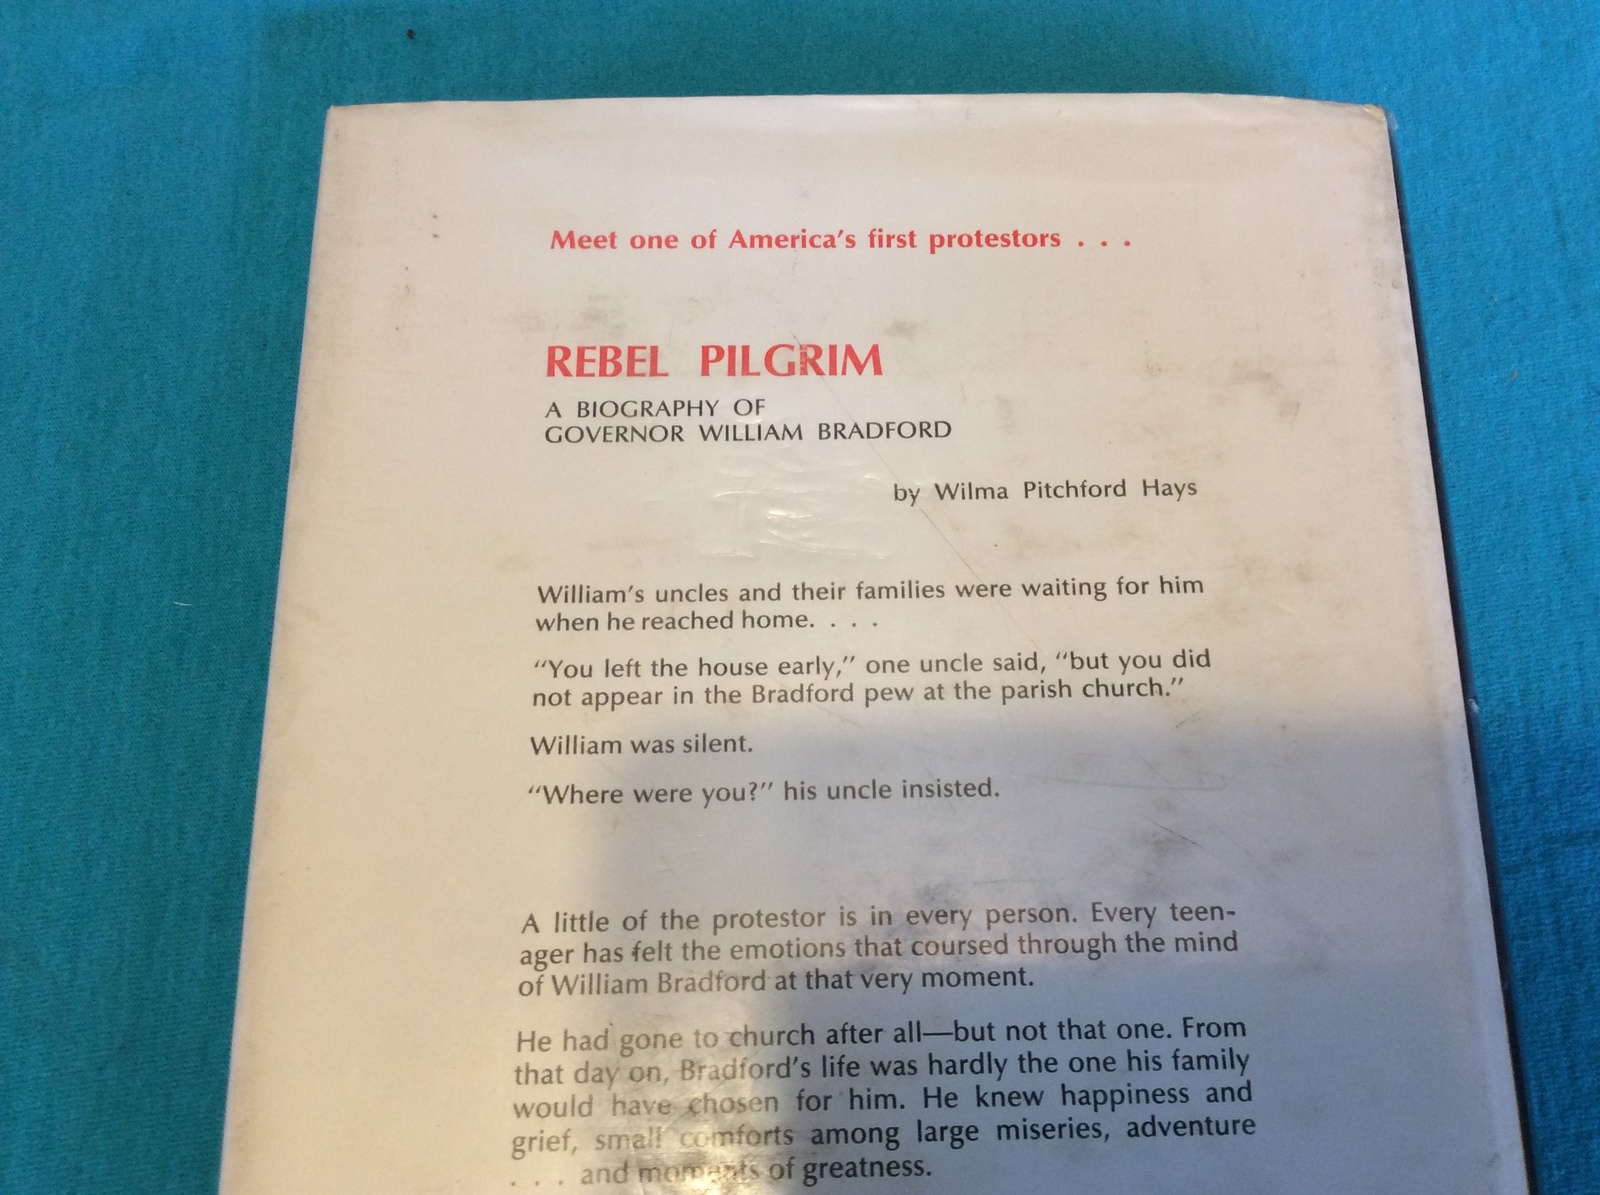 Meet one of America's first protestors . . .
REBEL PILGRIM
A BIOGRAPHY OF
GOVERNOR WILLIAM BRADFORD
by Wilma Pitchford Hays
William's uncles and their families were waiting for him
when he reached home. . . .
"You left the house early," one uncle said, "but you did
not appear in the Bradford pew at the parish church."
William was silent.
"Where were you?" his uncle insisted.
A little of the protestor is in every person. Every teen-
ager has felt the emotions that coursed through the mind
of William Bradford at that very moment.
He had gone to church after all—but not that one. From
that day on, Bradford's life was hardly the one his family
would have chosen for him. He knew happiness and
grief, small comforts among large miseries, adventure
. . . and moments of greatness.